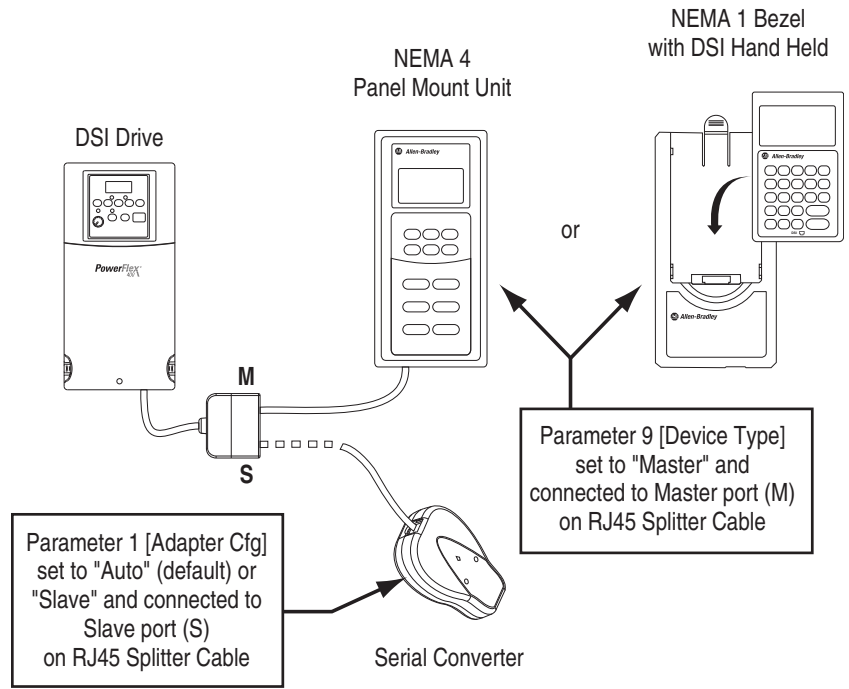 NEMA 1 Bezel
with DSI Hand Held
NEMA 4
Panel Mount Unit
DSI Drive
Allen-Bradley
Allen-Bradley
PowerFlex
or
Allen-Bradley
M
S
Parameter 9 [Device Type]
set to "Master" and
connected to Master port (M)
on RJ45 Splitter Cable
Parameter 1 [Adapter Cfg]
set to "Auto" (default) or
"Slave" and connected to
Slave port (S)
on RJ45 Splitter Cable
Serial Converter